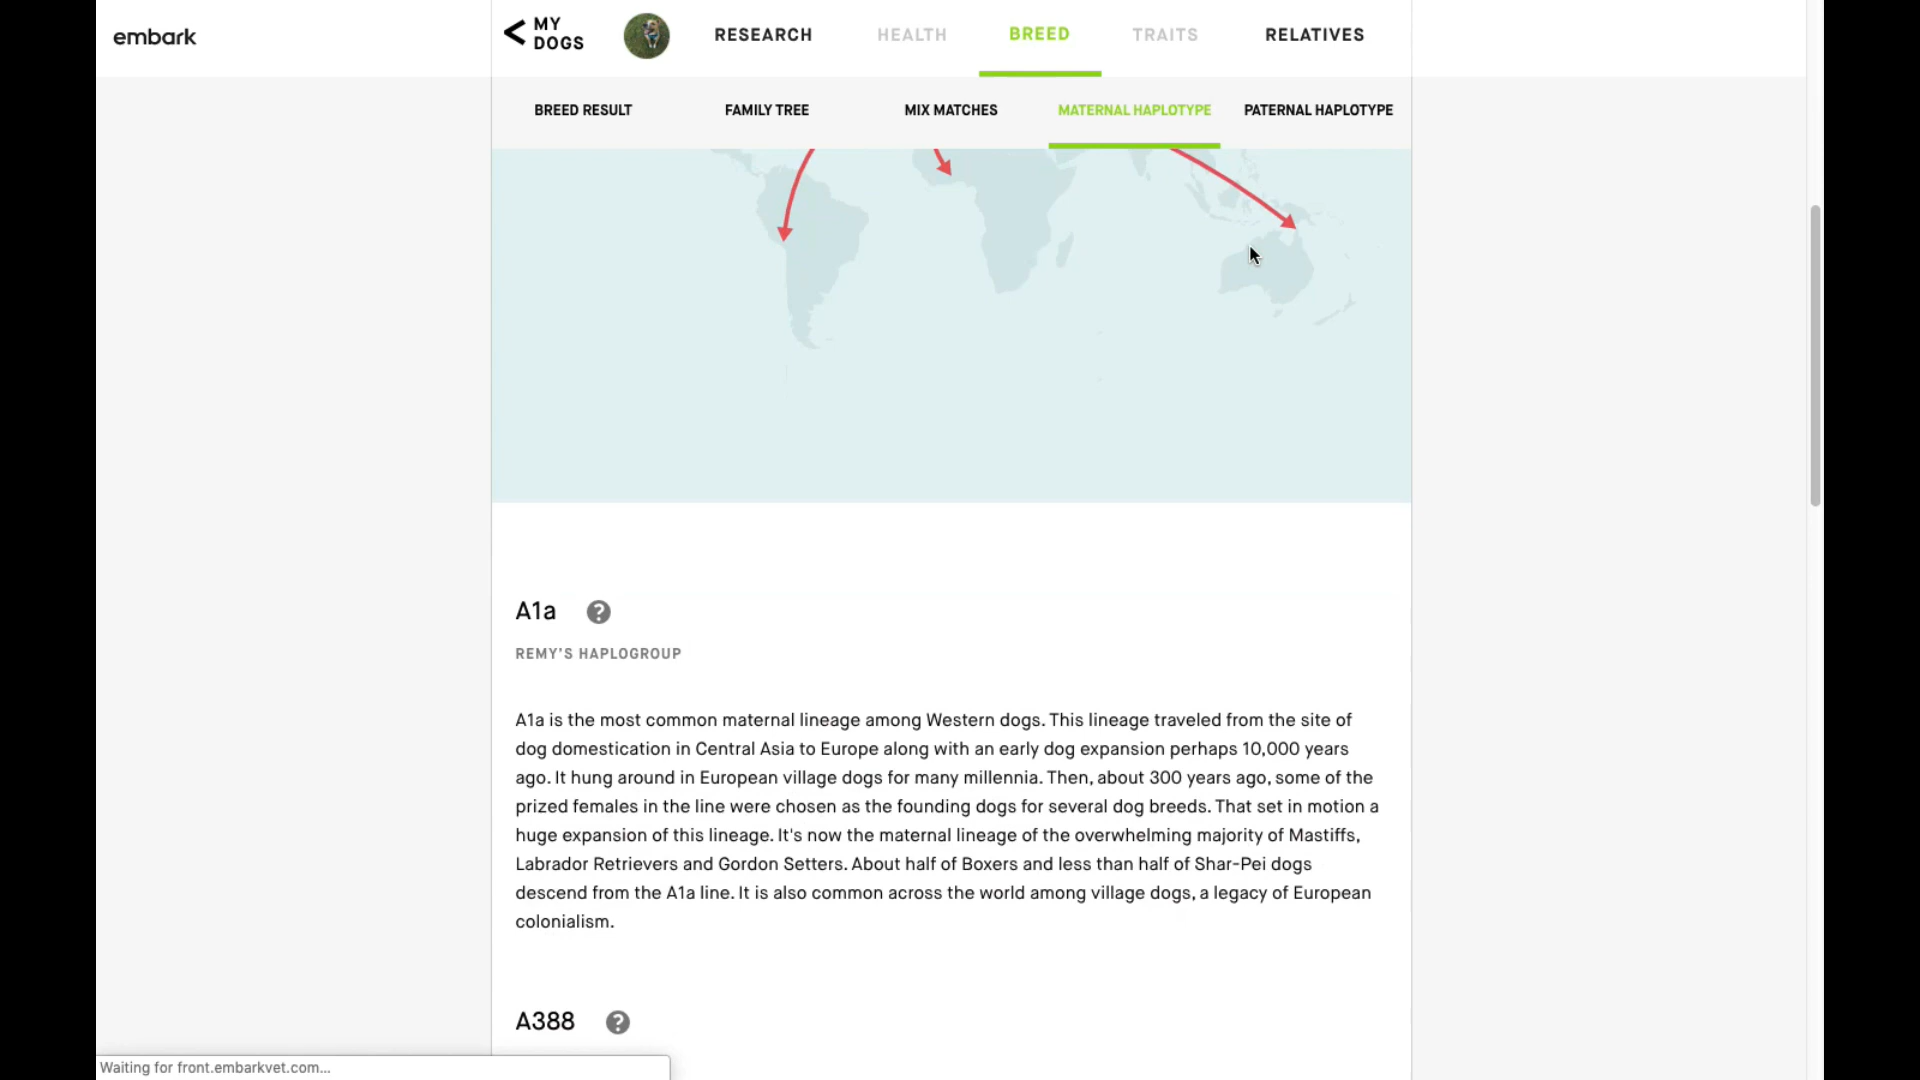 embark
MY DOGS
RESEARCH
HEALTH
BREED
TRAITS
RELATIVES
BREED RESULT
FAMILY TREE
MIX MATCHES
MATERNAL HAPLOTYPE
PATERNAL HAPLOTYPE
A1a ?
REMY'S HAPLOGROUP
A1a is the most common maternal lineage among Western dogs. This lineage traveled from the site of
dog domestication in Central Asia to Europe along with an early dog expansion perhaps 10,000 years
ago. It hung around in European village dogs for many millennia. Then, about 300 years ago, some of the
prized females in the line were chosen as the founding dogs for several dog breeds. That set in motion a
huge expansion of this lineage. It's now the maternal lineage of the overwhelming majority of Mastiffs,
Labrador Retrievers and Gordon Setters. About half of Boxers and less than half of Shar-Pei dogs
descend from the A1a line. It is also common across the world among village dogs, a legacy of European
colonialism.
A388 ?
Waiting for front.embarkvet.com...